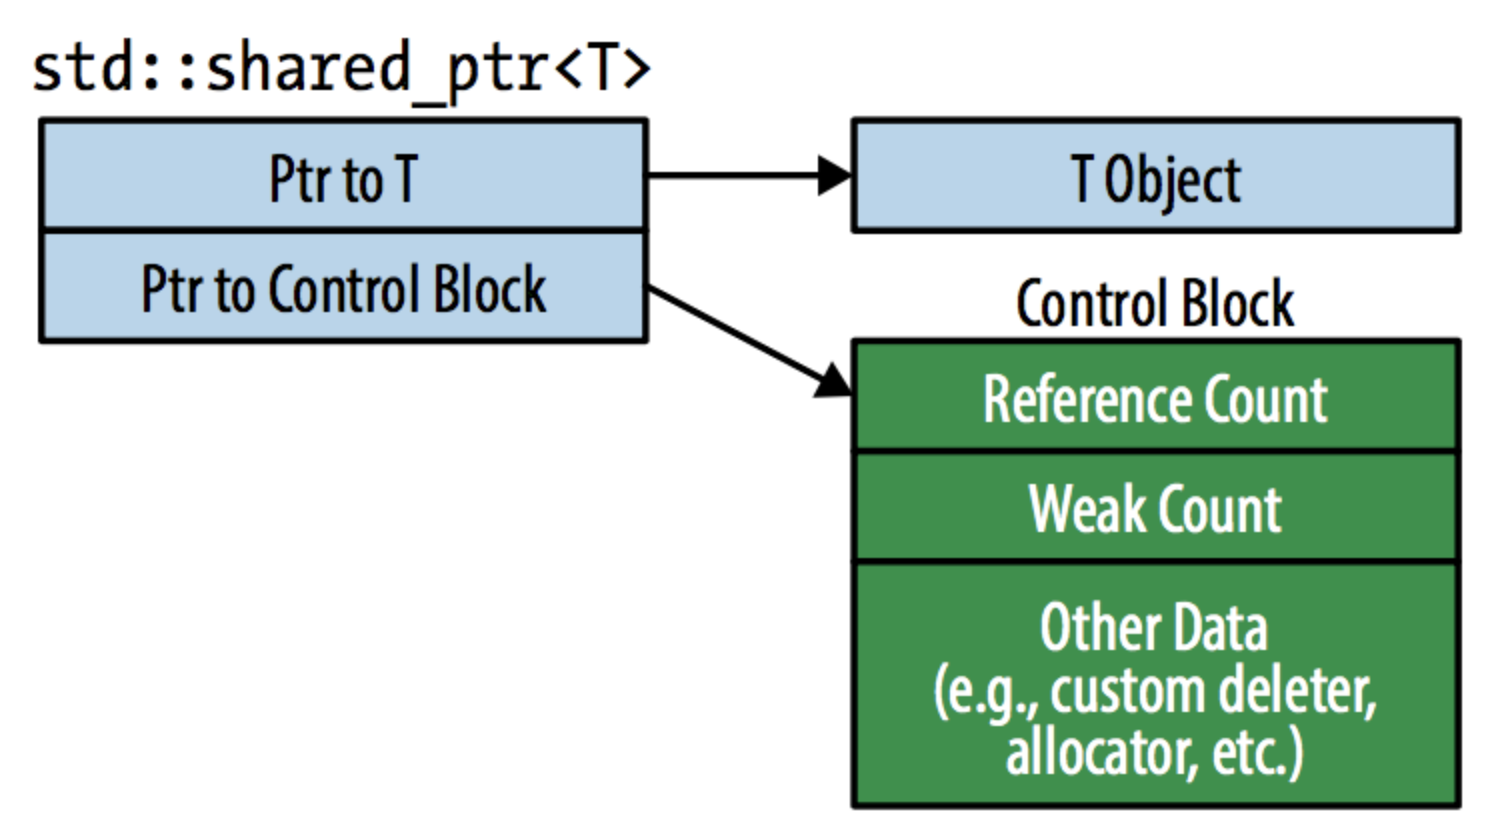 std::shared_ptr<T>
Ptr to T
T Object
Ptr to Control Block
Control Block
Reference Count
Weak Count
Other Data
(e.g., custom deleter,
allocator, etc.)